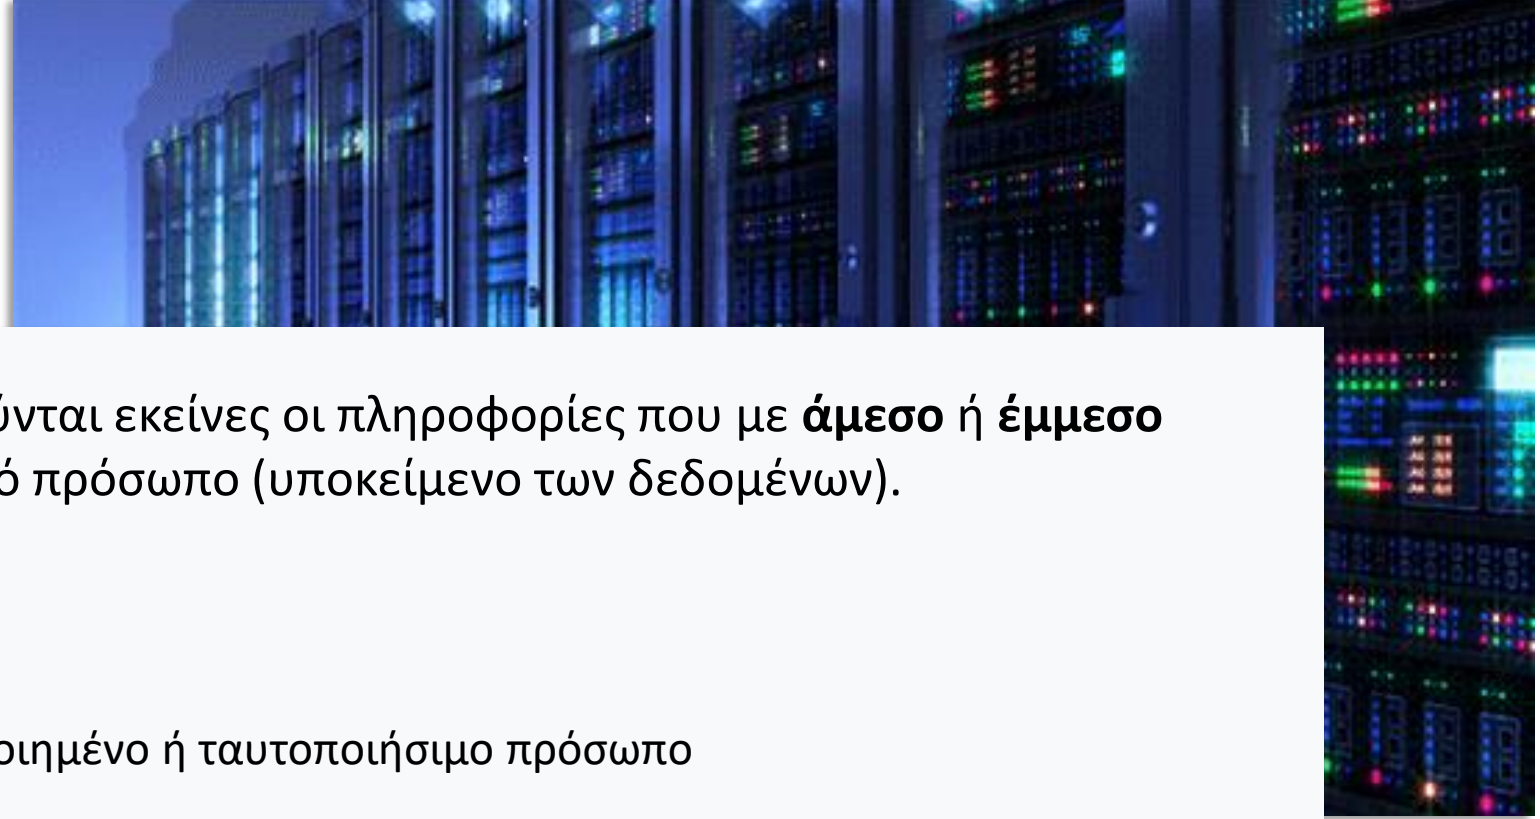 ύνται εκείνες οι πληροφορίες που με άμεσο ή έμμεσο
ό πρόσωπο (υποκείμενο των δεδομένων).
οιημένο ή ταυτοποιήσιμο πρόσωπο